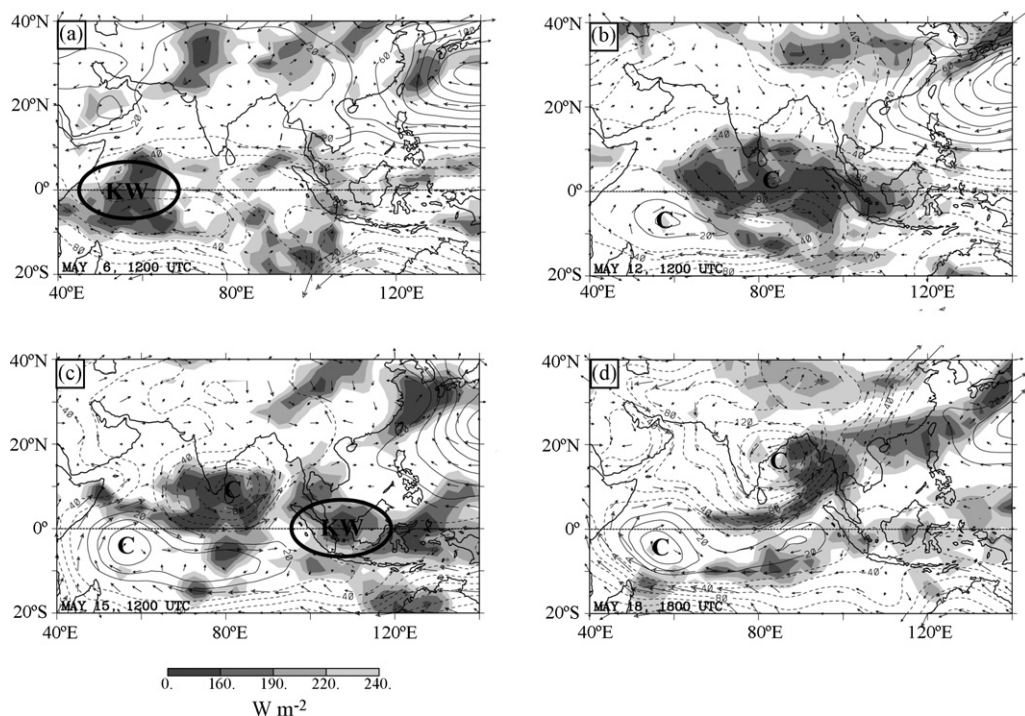 (a)
40ºN
20ºN
0º
20ºS
KW
MAY 6, 1200 UTC
40ºE
80ºE
120ºE
(b)
40ºN
20ºN
0º
20ºS
C
C
MAY 12, 1200 UTC
40ºE
80ºE
120ºE
(c)
40ºN
20ºN
0º
20ºS
C
C
KW
MAY 15, 1200 UTC
40ºE
80ºE
120ºE
(d)
40ºN
20ºN
0º
20ºS
C
C
MAY 18, 1800 UTC
40ºE
80ºE
120ºE
0. 160. 190. 220. 240.
W m-2